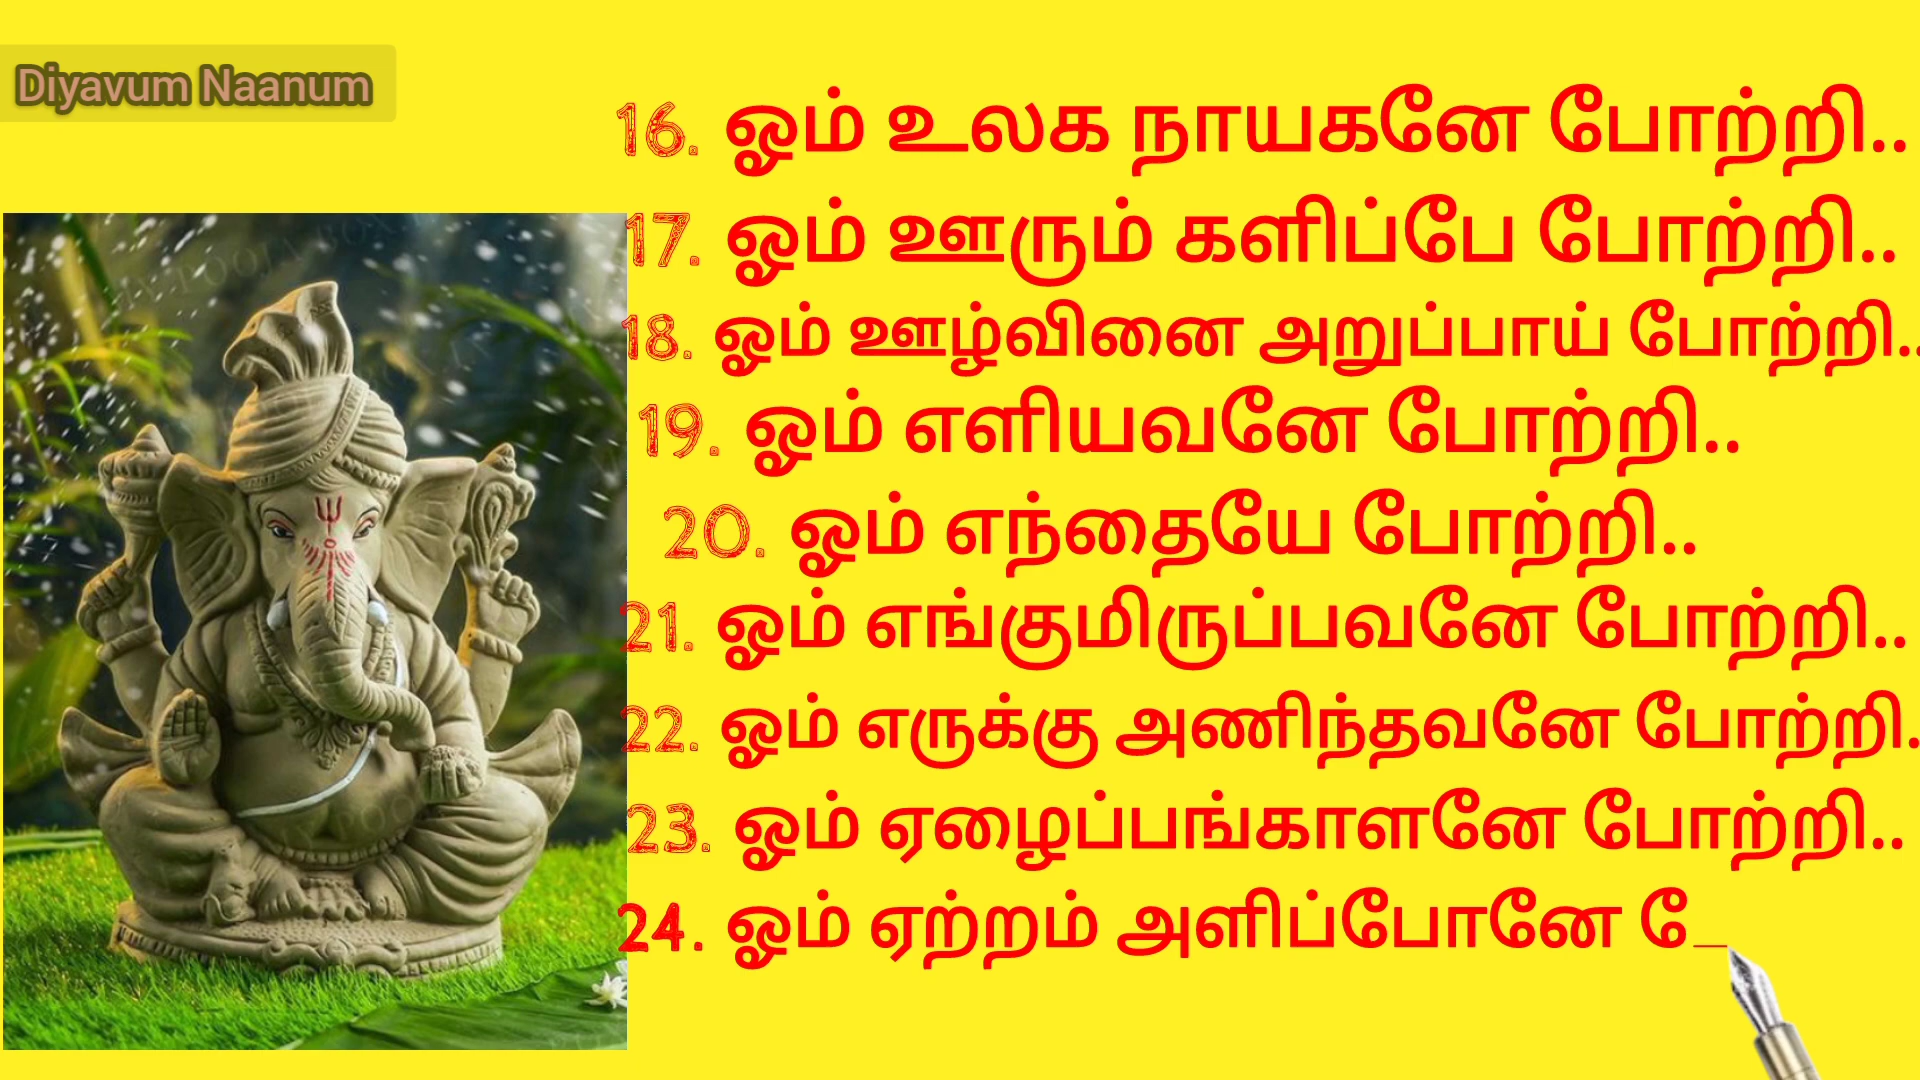 Diyavum Naanum
16. ஓம் உலக நாயகனே போற்றி..
17. ஓம் ஊரும் களிப்பே போற்றி..
18. ஓம் ஊழ்வினை அறுப்பாய் போற்றி..
19. ஓம் எளியவனே போற்றி..
20. ஓம் எந்தையே போற்றி..
21. ஓம் எங்குமிருப்பவனே போற்றி..
22. ஓம் எருக்கு அணிந்தவனே போற்றி.
23. ஓம் ஏழைப்பங்காளனே போற்றி..
24. ஓம் ஏற்றம் அளிப்போனே